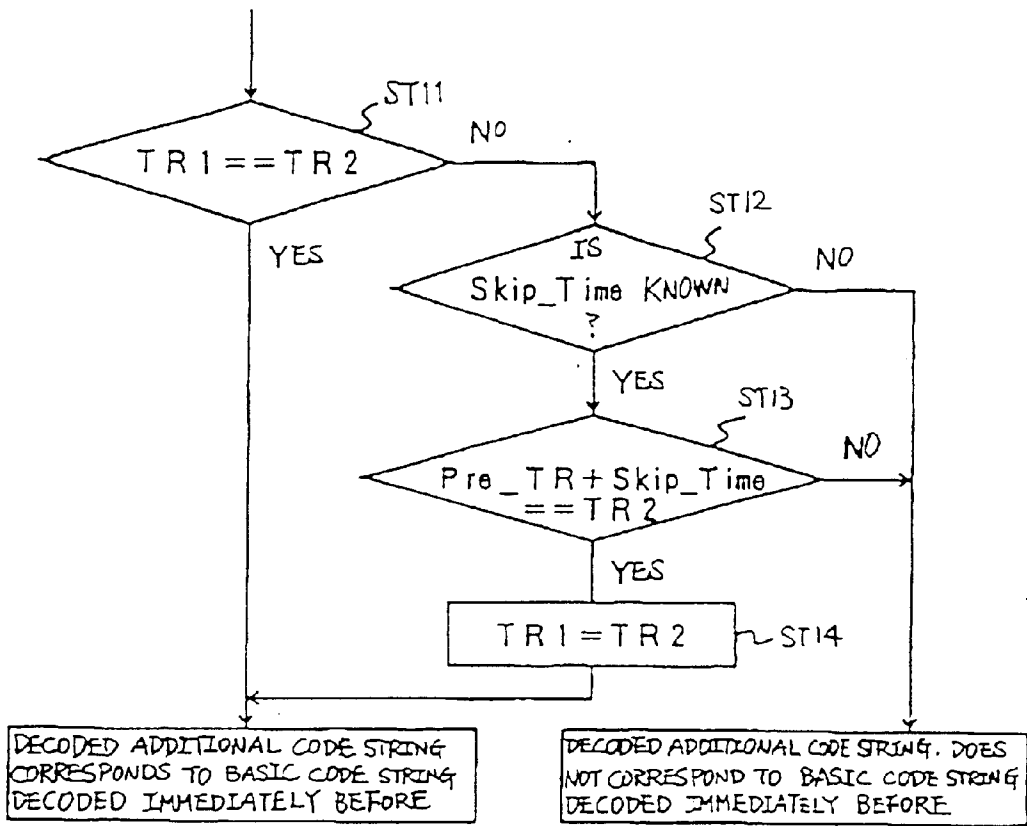 ST11
TR1==TR2
NO
YES
ST12
IS
Skip_Time KNOWN
?
NO
YES
ST13
Pre_TR+Skip_Time
==TR2
NO
YES
TR1=TR2
ST14
DECODED ADDITIONAL CODE STRING
CORRESPONDS TO BASIC CODE STRING
DECODED IMMEDIATELY BEFORE
DECODED ADDITIONAL CODE STRING. DOES
NOT CORRESPOND TO BASIC CODE STRING
DECODED IMMEDIATELY BEFORE